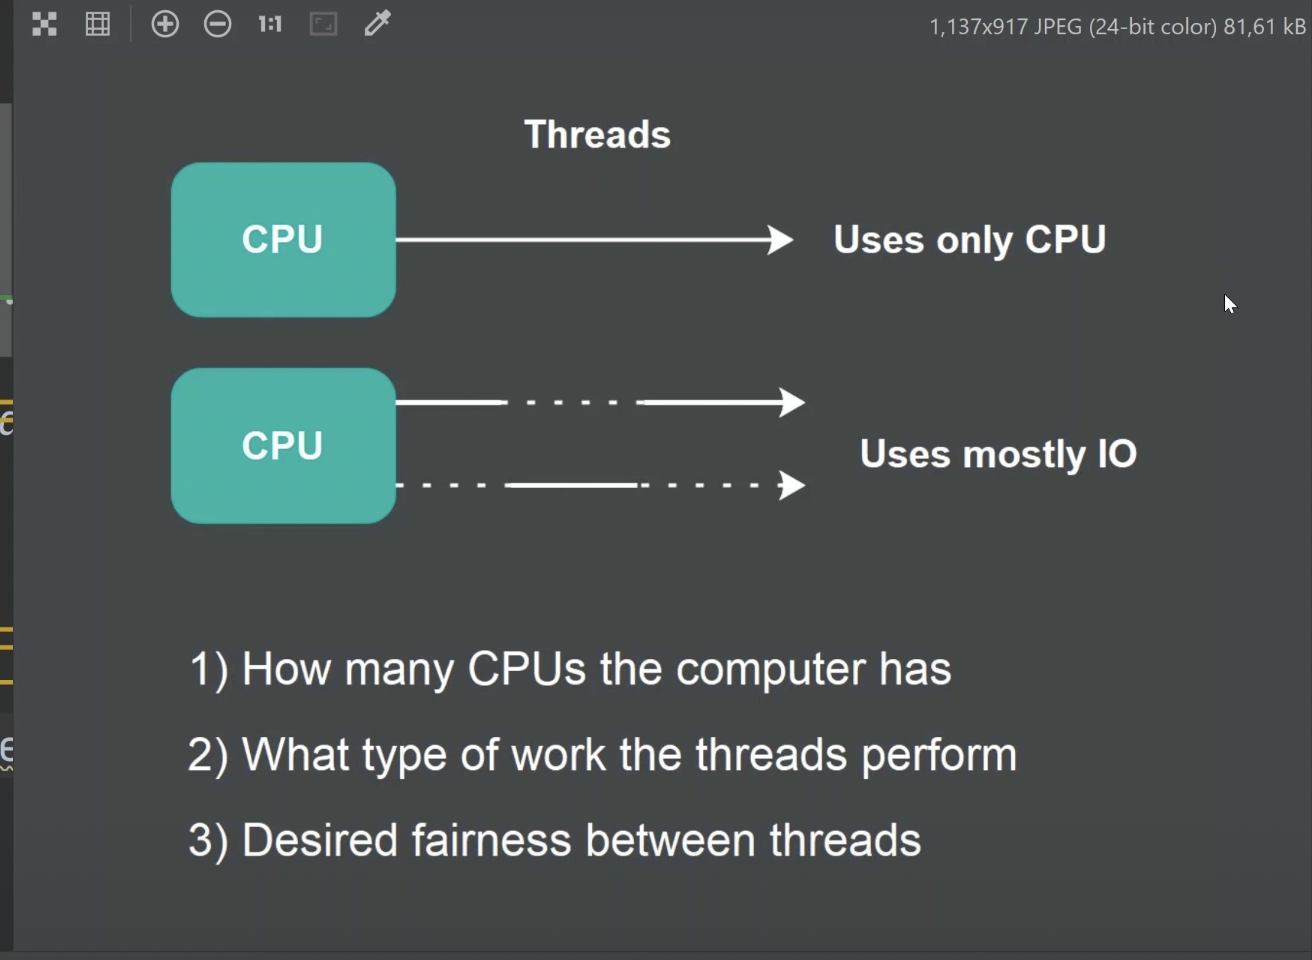 1:1
1,137x917 JPEG (24-bit color) 81,61 kB
Threads
CPU
Uses only CPU
CPU
Uses mostly IO
1) How many CPUs the computer has
2) What type of work the threads perform
3) Desired fairness between threads